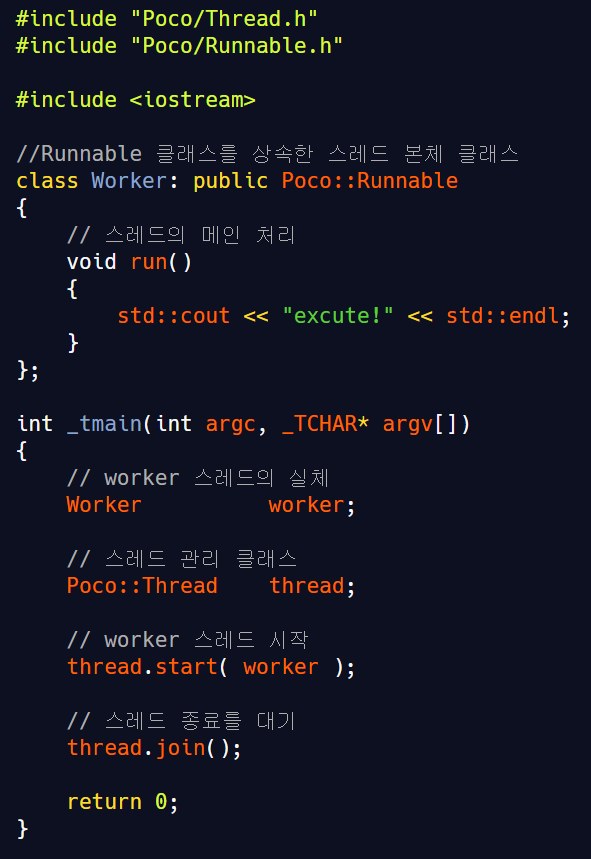 #include "Poco/Thread.h"
#include "Poco/Runnable.h"
#include <iostream>
//Runnable 클래스를 상속한 스레드 본체 클래스
class Worker: public Poco::Runnable
{
    // 스레드의 메인 처리
    void run()
    {
        std::cout << "excute!" << std::endl;
    }
};
int _tmain(int argc, _TCHAR* argv[])
{
    // worker 스레드의 실체
    Worker          worker;
    // 스레드 관리 클래스
    Poco::Thread    thread;
    // worker 스레드 시작
    thread.start( worker );
    // 스레드 종료를 대기
    thread.join();
    return 0;
}